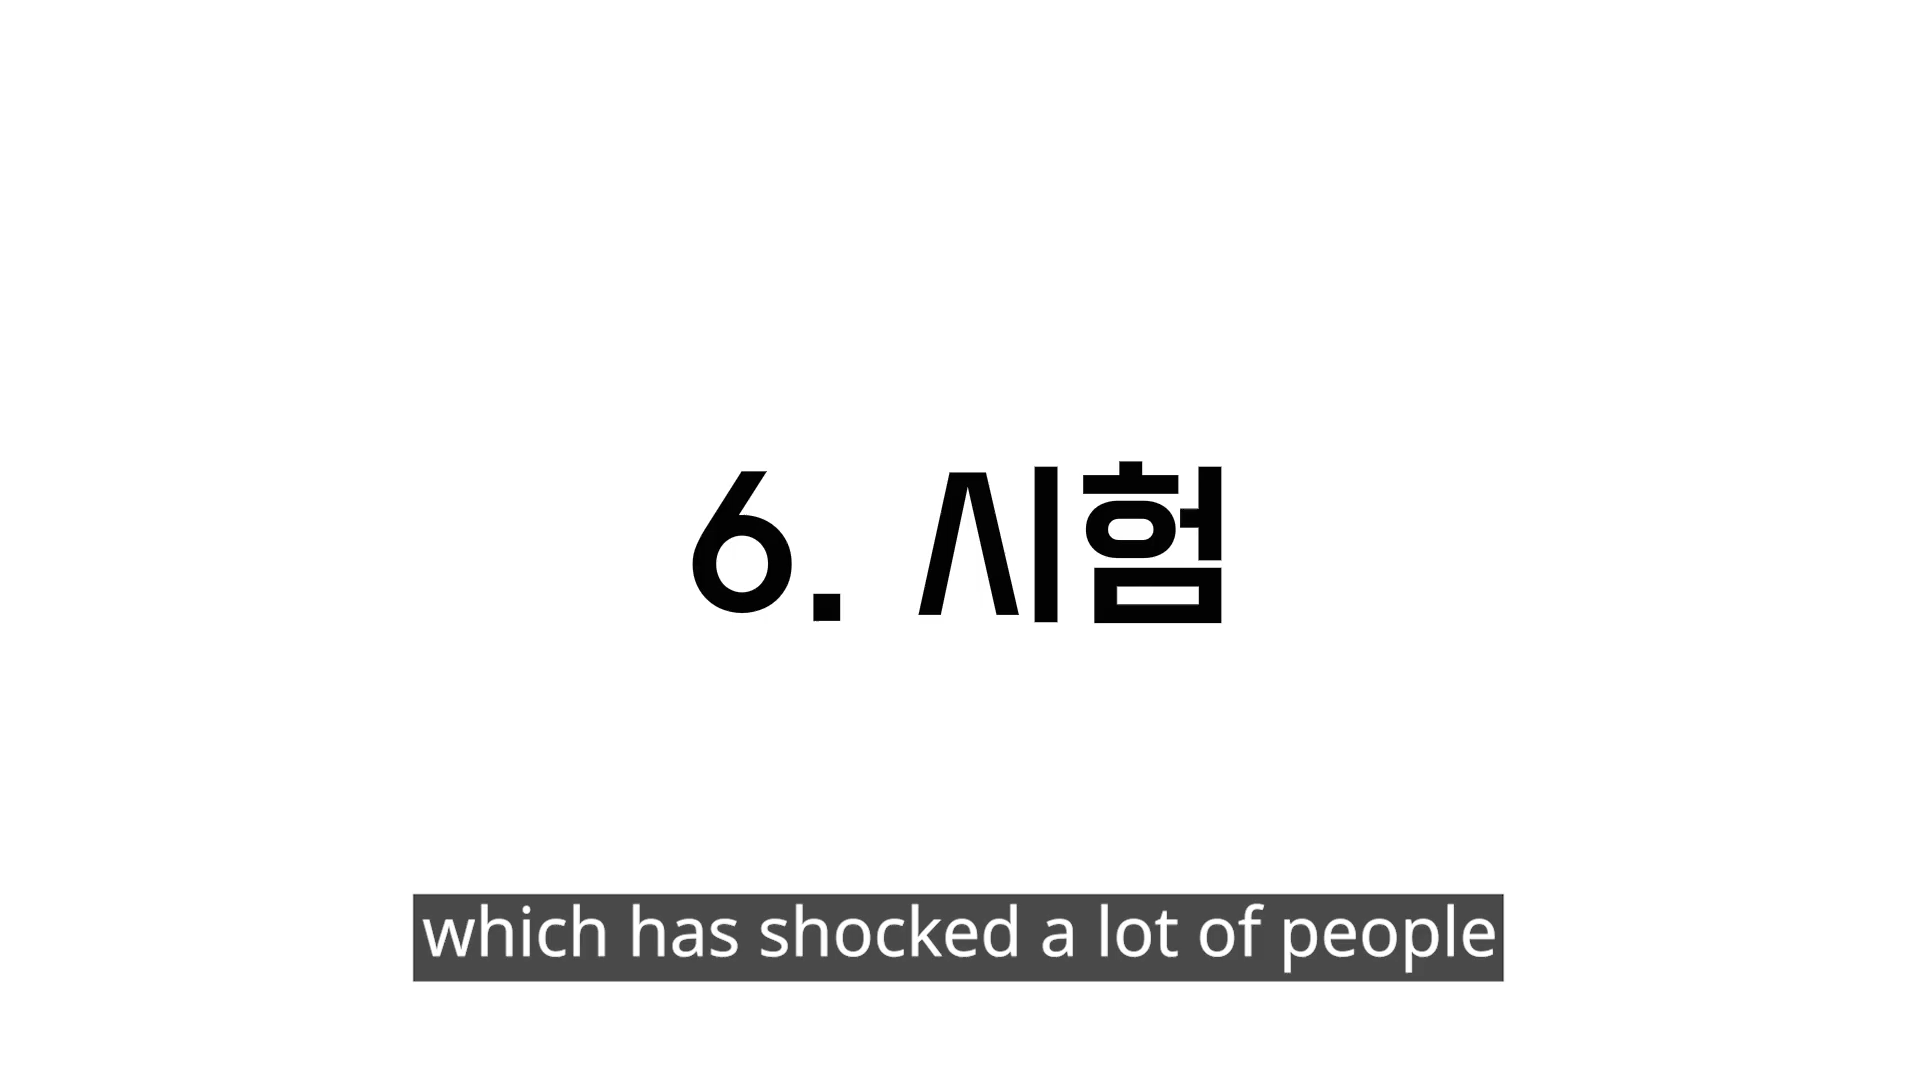 6. 시험
which has shocked a lot of people